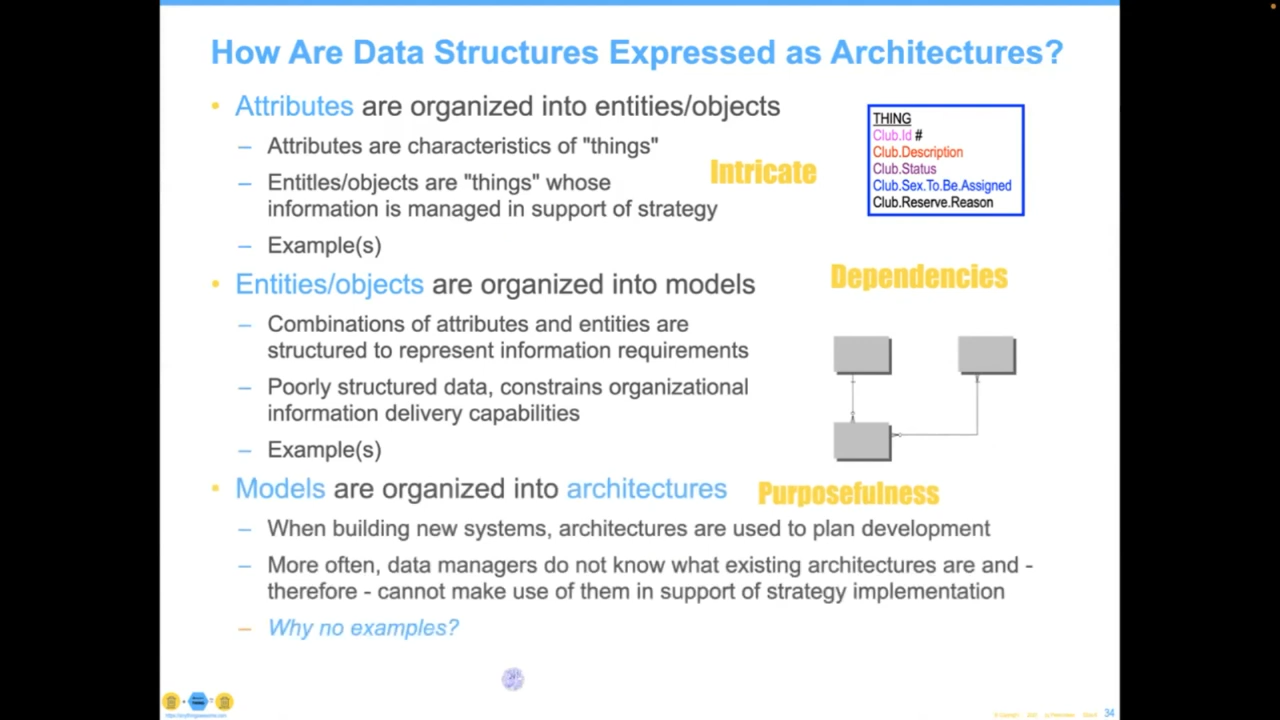 How Are Data Structures Expressed as Architectures?
• Attributes are organized into entities/objects
– Attributes are characteristics of "things"
– Entitles/objects are "things" whose
information is managed in support of strategy
– Example(s)
Intricate
THING
Club.Id #
Club.Description
Club.Status
Club.Sex.To.Be.Assigned
Club.Reserve.Reason
• Entities/objects are organized into models
– Combinations of attributes and entities are
structured to represent information requirements
– Poorly structured data, constrains organizational
information delivery capabilities
– Example(s)
Dependencies
• Models are organized into architectures
Purposefulness
– When building new systems, architectures are used to plan development
– More often, data managers do not know what existing architectures are and -
therefore - cannot make use of them in support of strategy implementation
– Why no examples?
34